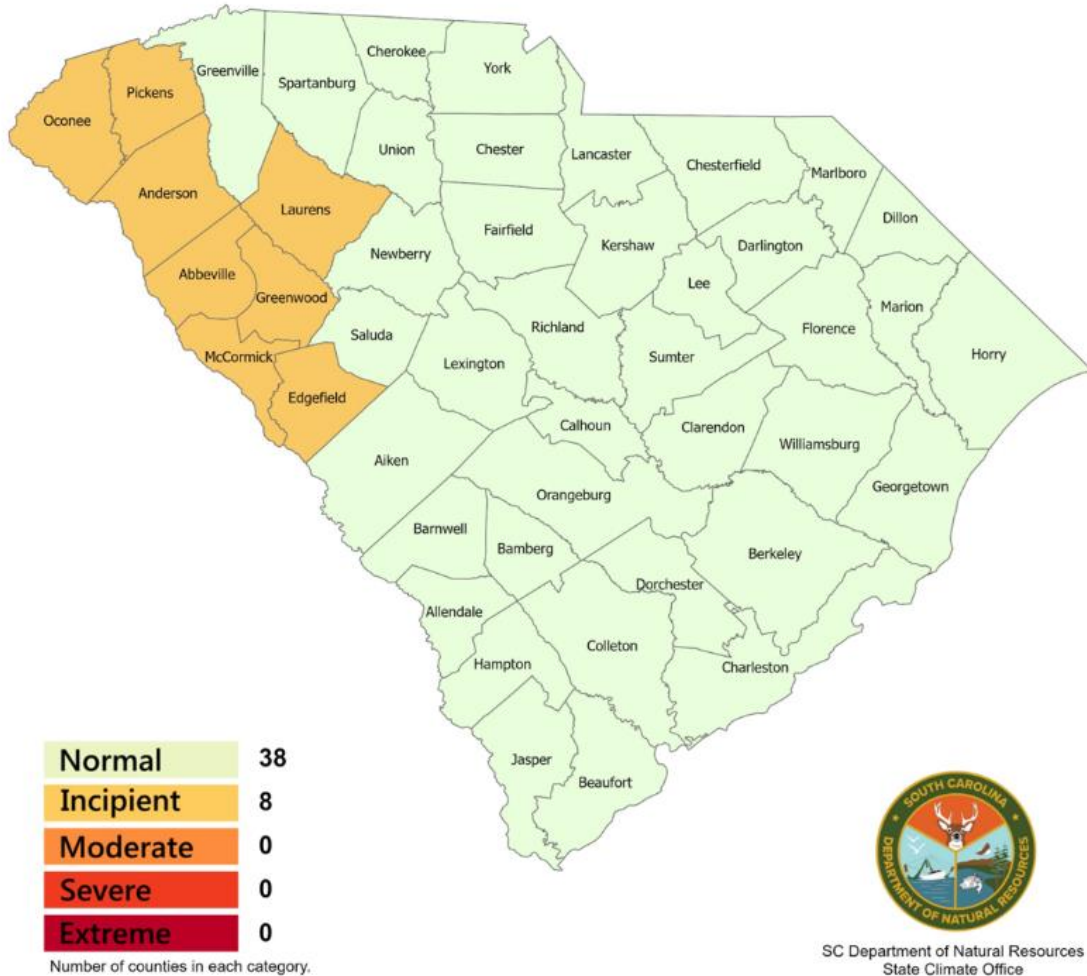 Cherokee
York
Greenville
Spartanburg
Pickens
Oconee
Union
Chester
Lancaster
Chesterfield
Marlboro
Anderson
Laurens
Dillon
Fairfield
Kershaw
Darlington
Newberry
Abbeville
Greenwood
Lee
Marion
Richland
Florence
Saluda
McCormick
Sumter
Horry
Lexington
Edgefield
Calhoun
Clarendon
Williamsburg
Aiken
Georgetown
Orangeburg
Barnwell
Bamberg
Berkeley
Dorchester
Allendale
Colleton
Hampton
Charleston
Jasper
Beaufort
Normal 38
Incipient 8
Moderate 0
Severe 0
Extreme 0
Number of counties in each category.
SOUTH CAROLINA
DEPARTMENT OF NATURAL RESOURCES
SC Department of Natural Resources
State Climate Office